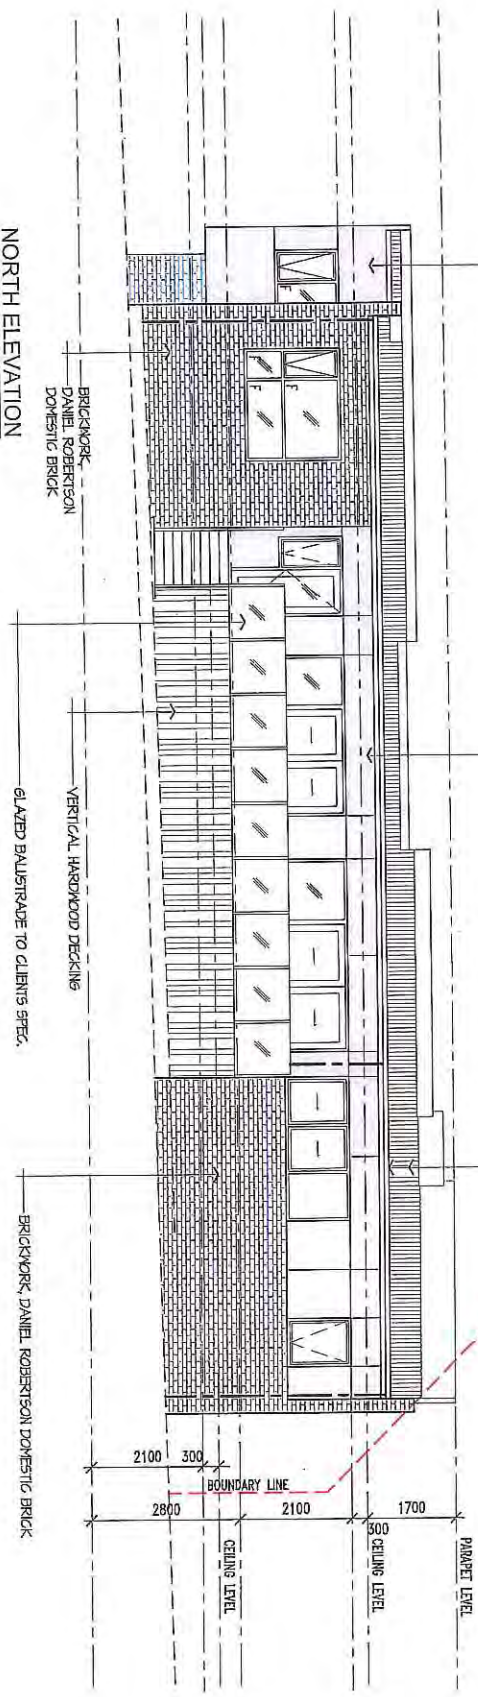 NORTH ELEVATION
BRICKWORK,
DANIEL ROBERTSON
DOMESTIC BRICK
VERTICAL HARDWOOD DECKING
GLAZED BALUSTRADE TO CLIENTS SPEC.
BRICKWORK, DANIEL ROBERTSON DOMESTIC BRICK
F
F
F
F
PARAPET LEVEL
1700
300
CEILING LEVEL
2100
BOUNDARY LINE
CEILING LEVEL
300
2800
2100